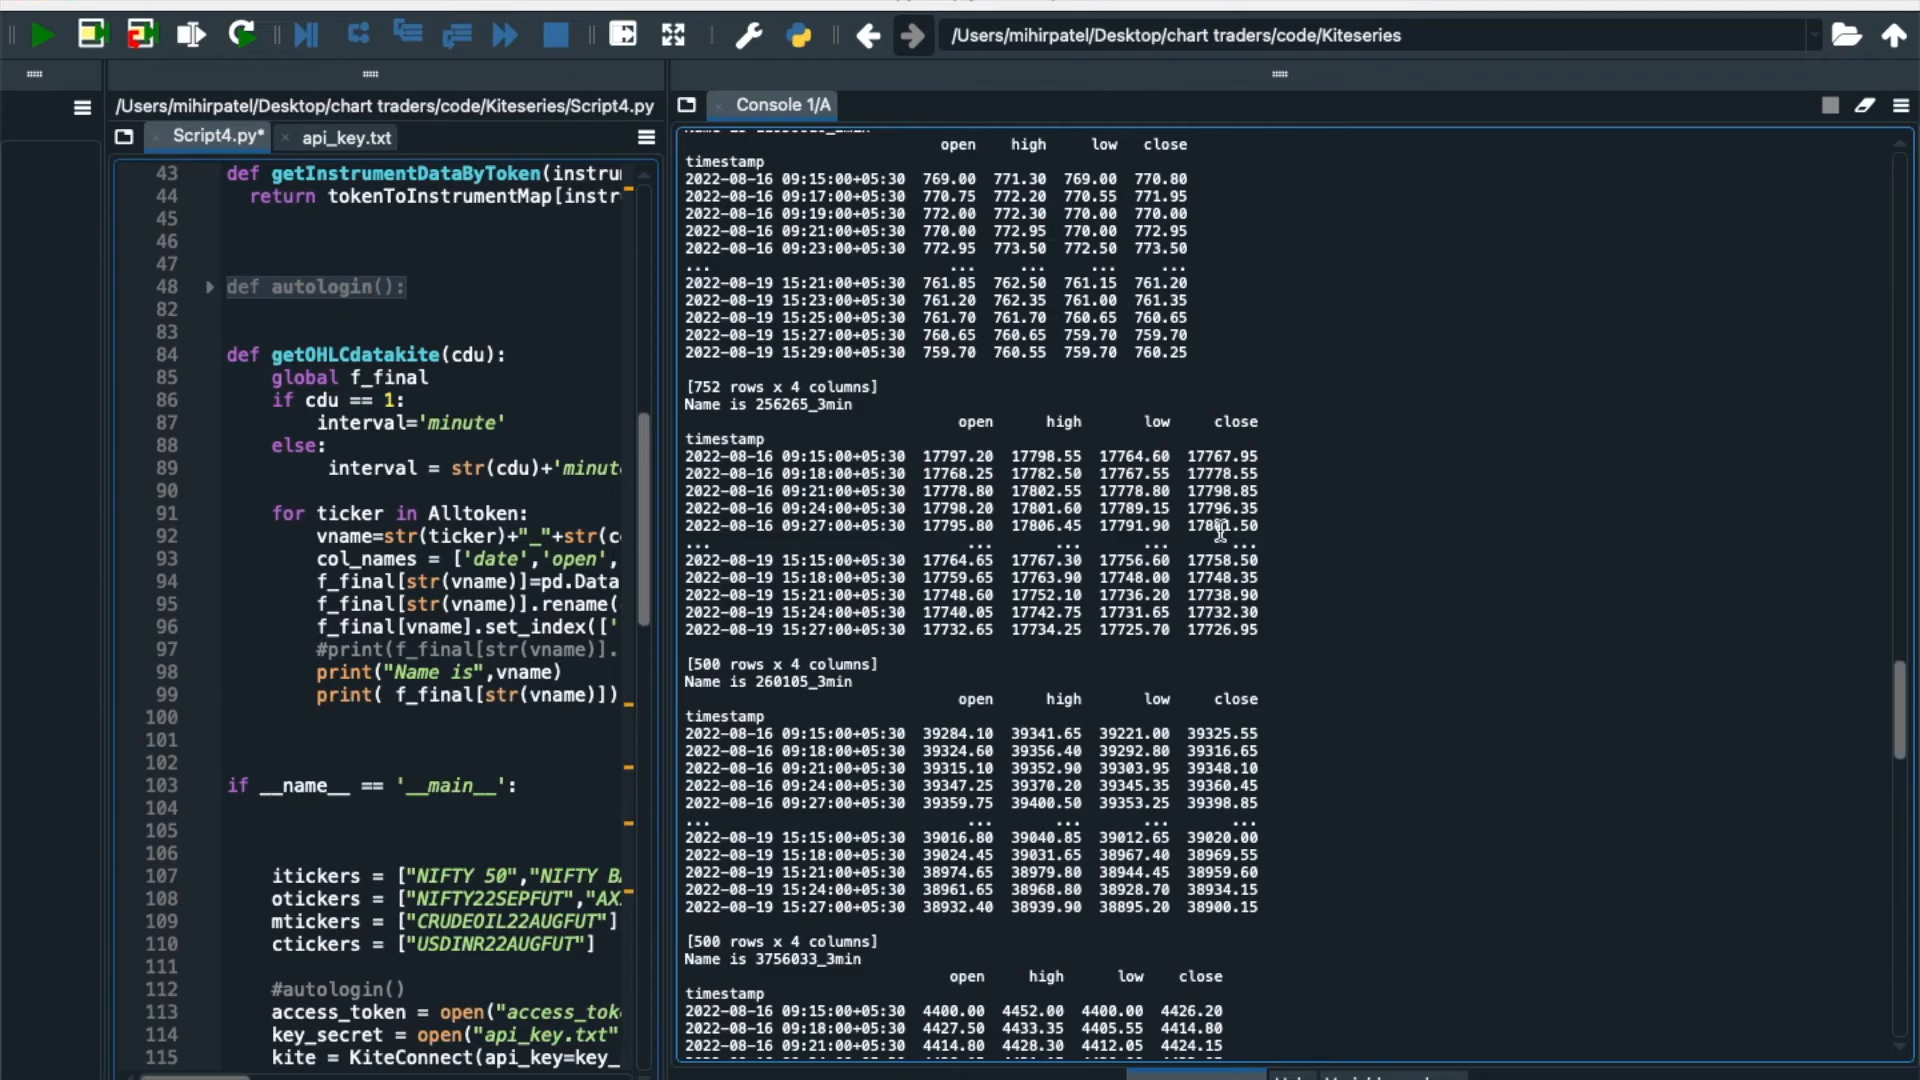 /Users/mihirpatel/Desktop/chart traders/code/Kiteseries
/Users/mihirpatel/Desktop/chart traders/code/Kiteseries/Script4.py
Script4.py*
api_key.txt
43 def getInstrumentDataByToken(instru
44 return tokenToInstrumentMap[instr
45
46
47
48 def autologin():
82
83
84 def getOHLCdatakite(cdu):
85 global f_final
86 if cdu == 1:
87 interval='minute'
88 else:
89 interval = str(cdu)+'minut
90
91 for ticker in Alltoken:
92 vname=str(ticker)+"_"+str(c
93 col_names = ['date','open',
94 f_final[str(vname)]=pd.Data
95 f_final[str(vname)].rename(
96 f_final[vname].set_index(['
97 #print(f_final[str(vname)].
98 print("Name is",vname)
99 print( f_final[str(vname)])
100
101
102
103 if __name__ == '__main__':
104
105
106
107 itickers = ["NIFTY 50","NIFTY BA
108 otickers = ["NIFTY22SEPFUT","AX
109 mtickers = ["CRUDEOIL22AUGFUT"]
110 ctickers = ["USDINR22AUGFUT"]
111
112 #autologin()
113 access_token = open("access_tok
114 key_secret = open("api_key.txt"
115 kite = KiteConnect(api_key=key_
Console 1/A
open high low close
timestamp
2022-08-16 09:15:00+05:30 769.00 771.30 769.00 770.80
2022-08-16 09:17:00+05:30 770.75 772.20 770.55 771.95
2022-08-16 09:19:00+05:30 772.00 772.30 770.00 770.00
2022-08-16 09:21:00+05:30 770.00 772.95 770.00 772.95
2022-08-16 09:23:00+05:30 772.95 773.50 772.50 773.50
... ... ... ... ...
2022-08-19 15:21:00+05:30 761.85 762.50 761.15 761.20
2022-08-19 15:23:00+05:30 761.20 762.35 761.00 761.35
2022-08-19 15:25:00+05:30 761.70 761.70 760.65 760.65
2022-08-19 15:27:00+05:30 760.65 760.65 759.70 759.70
2022-08-19 15:29:00+05:30 759.70 760.55 759.70 760.25
[752 rows x 4 columns]
Name is 256265_3min
open high low close
timestamp
2022-08-16 09:15:00+05:30 17797.20 17798.55 17764.60 17767.95
2022-08-16 09:18:00+05:30 17768.25 17782.50 17767.55 17778.55
2022-08-16 09:21:00+05:30 17778.80 17802.55 17778.80 17798.85
2022-08-16 09:24:00+05:30 17798.20 17801.60 17789.15 17796.35
2022-08-16 09:27:00+05:30 17795.80 17806.45 17791.90
... ... ... ... ...
2022-08-19 15:15:00+05:30 17764.65 17767.30 17756.60 17758.50
2022-08-19 15:18:00+05:30 17759.65 17763.90 17748.00 17748.35
2022-08-19 15:21:00+05:30 17748.60 17752.10 17736.20 17738.90
2022-08-19 15:24:00+05:30 17740.05 17742.75 17731.65 17732.30
2022-08-19 15:27:00+05:30 17732.65 17734.25 17725.70 17726.95
[500 rows x 4 columns]
Name is 260105_3min
open high low close
timestamp
2022-08-16 09:15:00+05:30 39284.10 39341.65 39221.00 39325.55
2022-08-16 09:18:00+05:30 39324.60 39356.40 39292.80 39316.65
2022-08-16 09:21:00+05:30 39315.10 39352.90 39303.95 39348.10
2022-08-16 09:24:00+05:30 39347.25 39370.20 39345.35 39360.45
2022-08-16 09:27:00+05:30 39359.75 39400.50 39353.25 39398.85
... ... ... ... ...
2022-08-19 15:15:00+05:30 39016.80 39040.85 39012.65 39020.00
2022-08-19 15:18:00+05:30 39024.45 39031.65 38967.40 38969.55
2022-08-19 15:21:00+05:30 38974.65 38979.80 38944.45 38959.60
2022-08-19 15:24:00+05:30 38961.65 38968.80 38928.70 38934.15
2022-08-19 15:27:00+05:30 38932.40 38939.90 38895.20 38900.15
[500 rows x 4 columns]
Name is 3756033_3min
open high low close
timestamp
2022-08-16 09:15:00+05:30 4400.00 4452.00 4400.00 4426.20
2022-08-16 09:18:00+05:30 4427.50 4433.35 4405.55 4414.80
2022-08-16 09:21:00+05:30 4414.80 4428.30 4412.05 4424.15